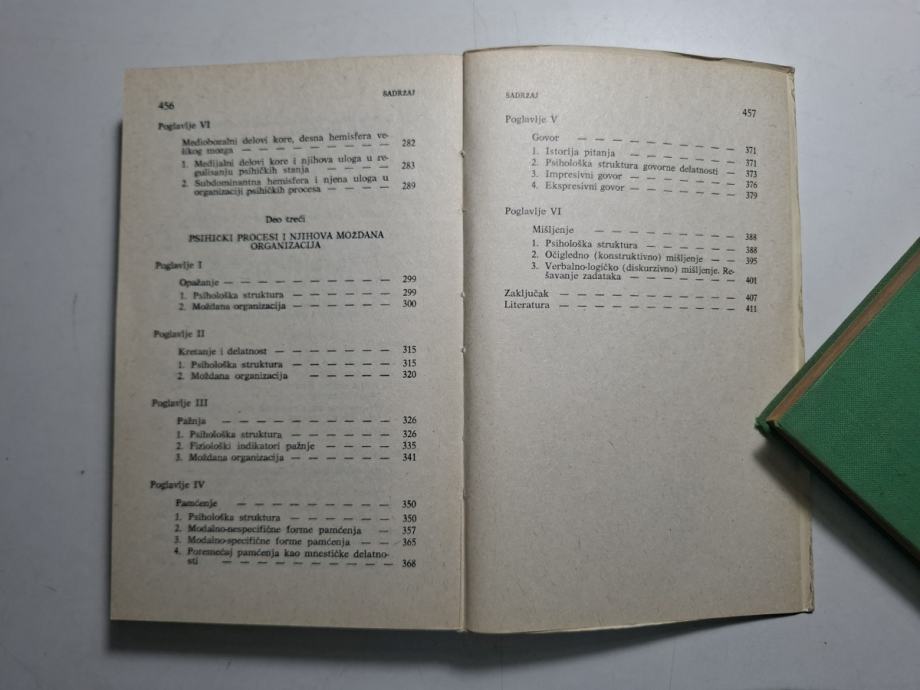 456 SADRŽAJ
Poglavlje VI
Mediobazalni delovi kore, desna hemisfera ve-
likog mozga — — — — — — — — — 282
1. Medijalni delovi kore i njihova uloga u re-
gulisanju psihičkih stanja — — — — — 283
2. Subdominantna hemisfera i njena uloga u
organizaciji psihičkih procesa — — — — 289
Deo treći
PSIHIČKI PROCESI I NJIHOVA MOŽDANA
ORGANIZACIJA
Poglavlje I
Opažanje — — — — — — — — — — 299
1. Psihološka struktura — — — — — — 299
2. Moždana organizacija — — — — — — 300
Poglavlje II
Kretanje i delatnost — — — — — — — 315
1. Psihološka struktura — — — — — — 315
2. Moždana organizacija — — — — — 320
Poglavlje III
Pažnja — — — — — — — — — — 326
1. Psihološka struktura — — — — — — 326
2. Fiziološki indikatori pažnje — — — — 335
3. Moždana organizacija — — — — — — 341
Poglavlje IV
Pamćenje — — — — — — — — — 350
1. Psihološka struktura — — — — — — 350
2. Modalno-nespecifične forme pamćenja — — 357
3. Modalno-specifične forme pamćenja — — 365
4. Poremećaj pamćenja kao mnestičke delatno-
sti — — — — — — — — — — — 368
SADRŽAJ 457
Poglavlje V
Govor — — — — — — — — — — 371
1. Istorija pitanja — — — — — — — — 371
2. Psihološka struktura govorne delatnosti — — 373
3. Impresivni govor — — — — — — — 376
4. Ekspresivni govor — — — — — — — 379
Poglavlje VI
Mišljenje — — — — — — — — — 388
1. Psihološka struktura — — — — — — 388
2. Očigledno (konstruktivno) mišljenje — — — 395
3. Verbalno-logičko (diskurzivno) mišljenje. Re-
šavanje zadataka — — — — — — — 401
Zaključak — — — — — — — — — — 407
Literatura — — — — — — — — — — 411